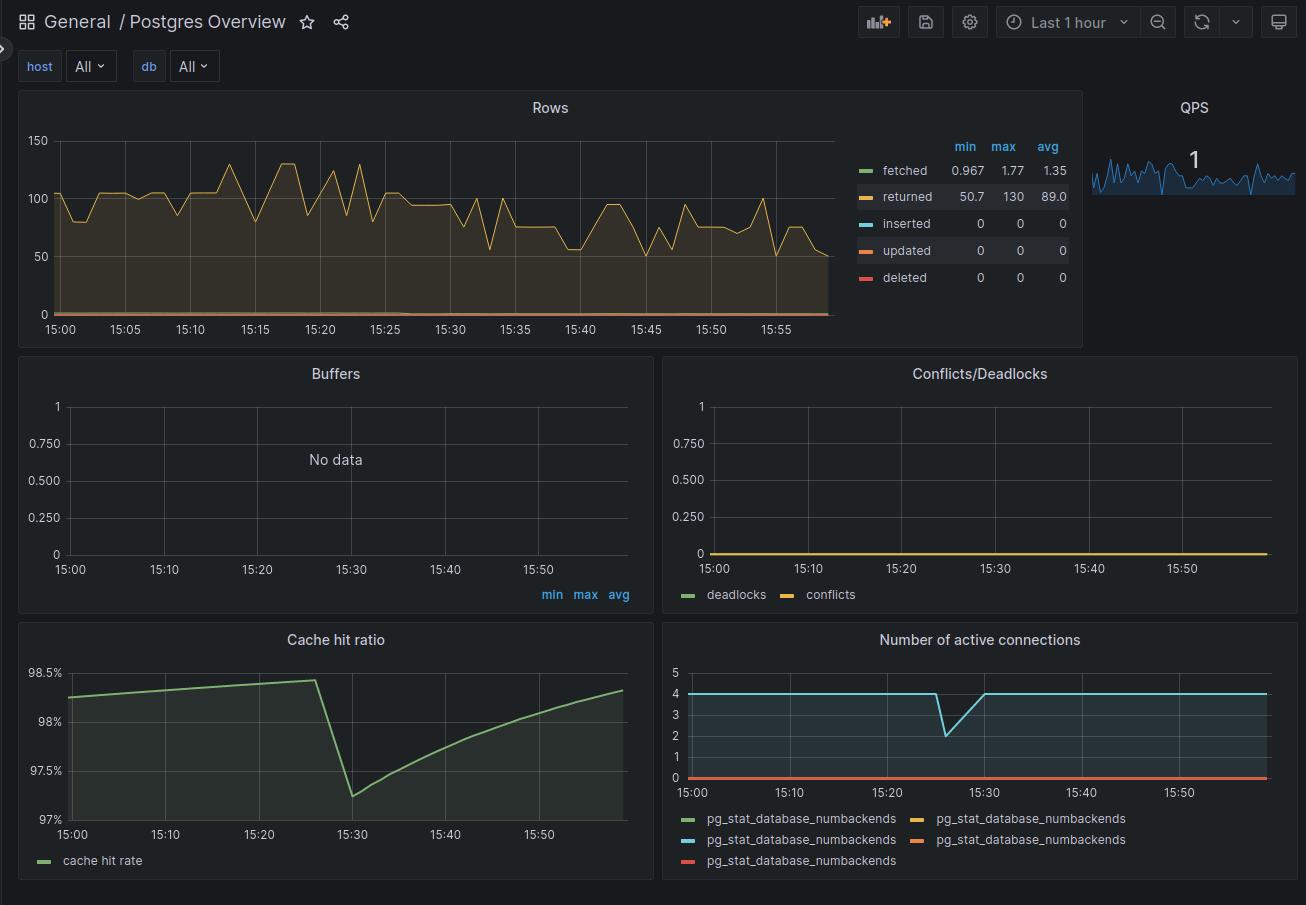 General / Postgres Overview
Last 1 hour
host All db All
Rows
150
100
50
0
15:00 15:05 15:10 15:15 15:20 15:25 15:30 15:35 15:40 15:45 15:50 15:55
min max avg
fetched 0.967 1.77 1.35
returned 50.7 130 89.0
inserted 0 0 0
updated 0 0 0
deleted 0 0 0
QPS
1
Buffers
1
0.750
0.500
0.250
0
No data
15:00 15:10 15:20 15:30 15:40 15:50
min max avg
Conflicts/Deadlocks
1
0.750
0.500
0.250
0
15:00 15:10 15:20 15:30 15:40 15:50
deadlocks conflicts
Cache hit ratio
98.5%
98%
97.5%
97%
15:00 15:10 15:20 15:30 15:40 15:50
cache hit rate
Number of active connections
5
4
3
2
1
0
15:00 15:10 15:20 15:30 15:40 15:50
pg_stat_database_numbackends pg_stat_database_numbackends
pg_stat_database_numbackends pg_stat_database_numbackends
pg_stat_database_numbackends